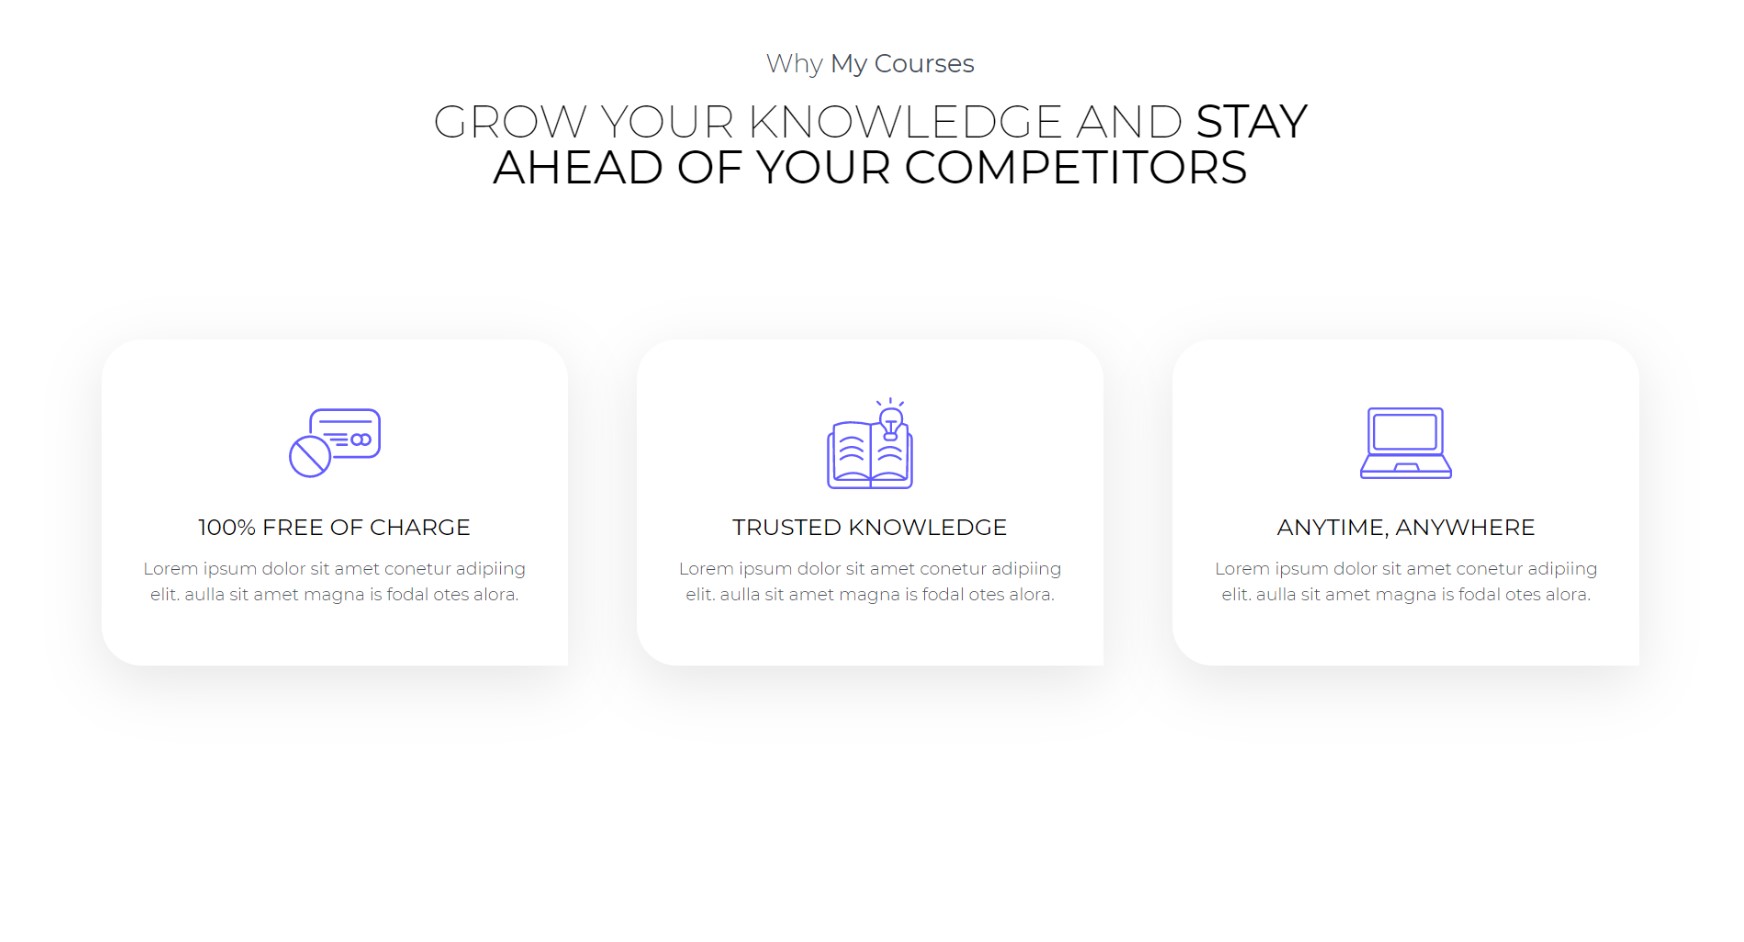 Why My Courses
GROW YOUR KNOWLEDGE AND STAY
AHEAD OF YOUR COMPETITORS
100% FREE OF CHARGE
Lorem ipsum dolor sit amet conetur adipiing
elit. aulla sit amet magna is fodal otes alora.
TRUSTED KNOWLEDGE
Lorem ipsum dolor sit amet conetur adipiing
elit. aulla sit amet magna is fodal otes alora.
ANYTIME, ANYWHERE
Lorem ipsum dolor sit amet conetur adipiing
elit. aulla sit amet magna is fodal otes alora.